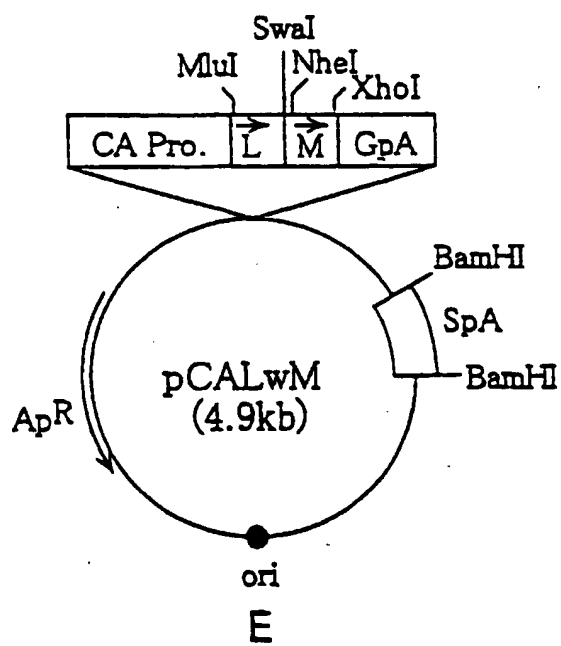 SwaI
MluI
NheI
XhoI
CA Pro.
L
M
GpA
BamHI
SpA
BamHI
pCALwM
(4.9kb)
ApR
ori
E